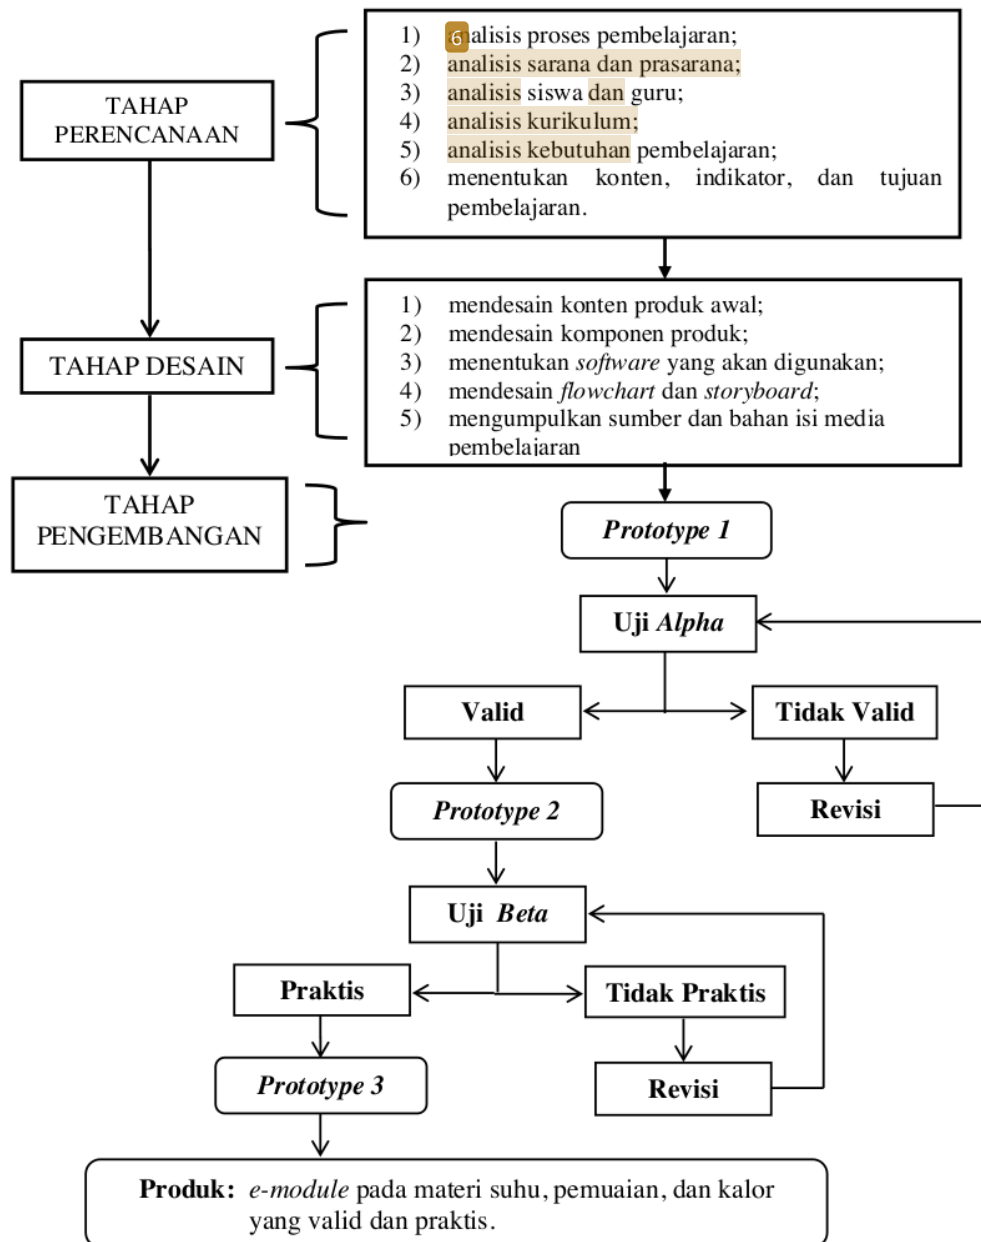 TAHAP
PERENCANAAN
1) analisis proses pembelajaran;
6
2) analisis sarana dan prasarana;
3) analisis siswa dan guru;
4) analisis kurikulum;
5) analisis kebutuhan pembelajaran;
6) menentukan konten, indikator, dan tujuan
pembelajaran.
TAHAP DESAIN
1) mendesain konten produk awal;
2) mendesain komponen produk;
3) menentukan software yang akan digunakan;
4) mendesain flowchart dan storyboard;
5) mengumpulkan sumber dan bahan isi media
pembelajaran
TAHAP
PENGEMBANGAN
Prototype 1
Uji Alpha
Valid
Tidak Valid
Prototype 2
Revisi
Uji Beta
Praktis
Tidak Praktis
Prototype 3
Revisi
Produk: e-module pada materi suhu, pemuaian, dan kalor
yang valid dan praktis.